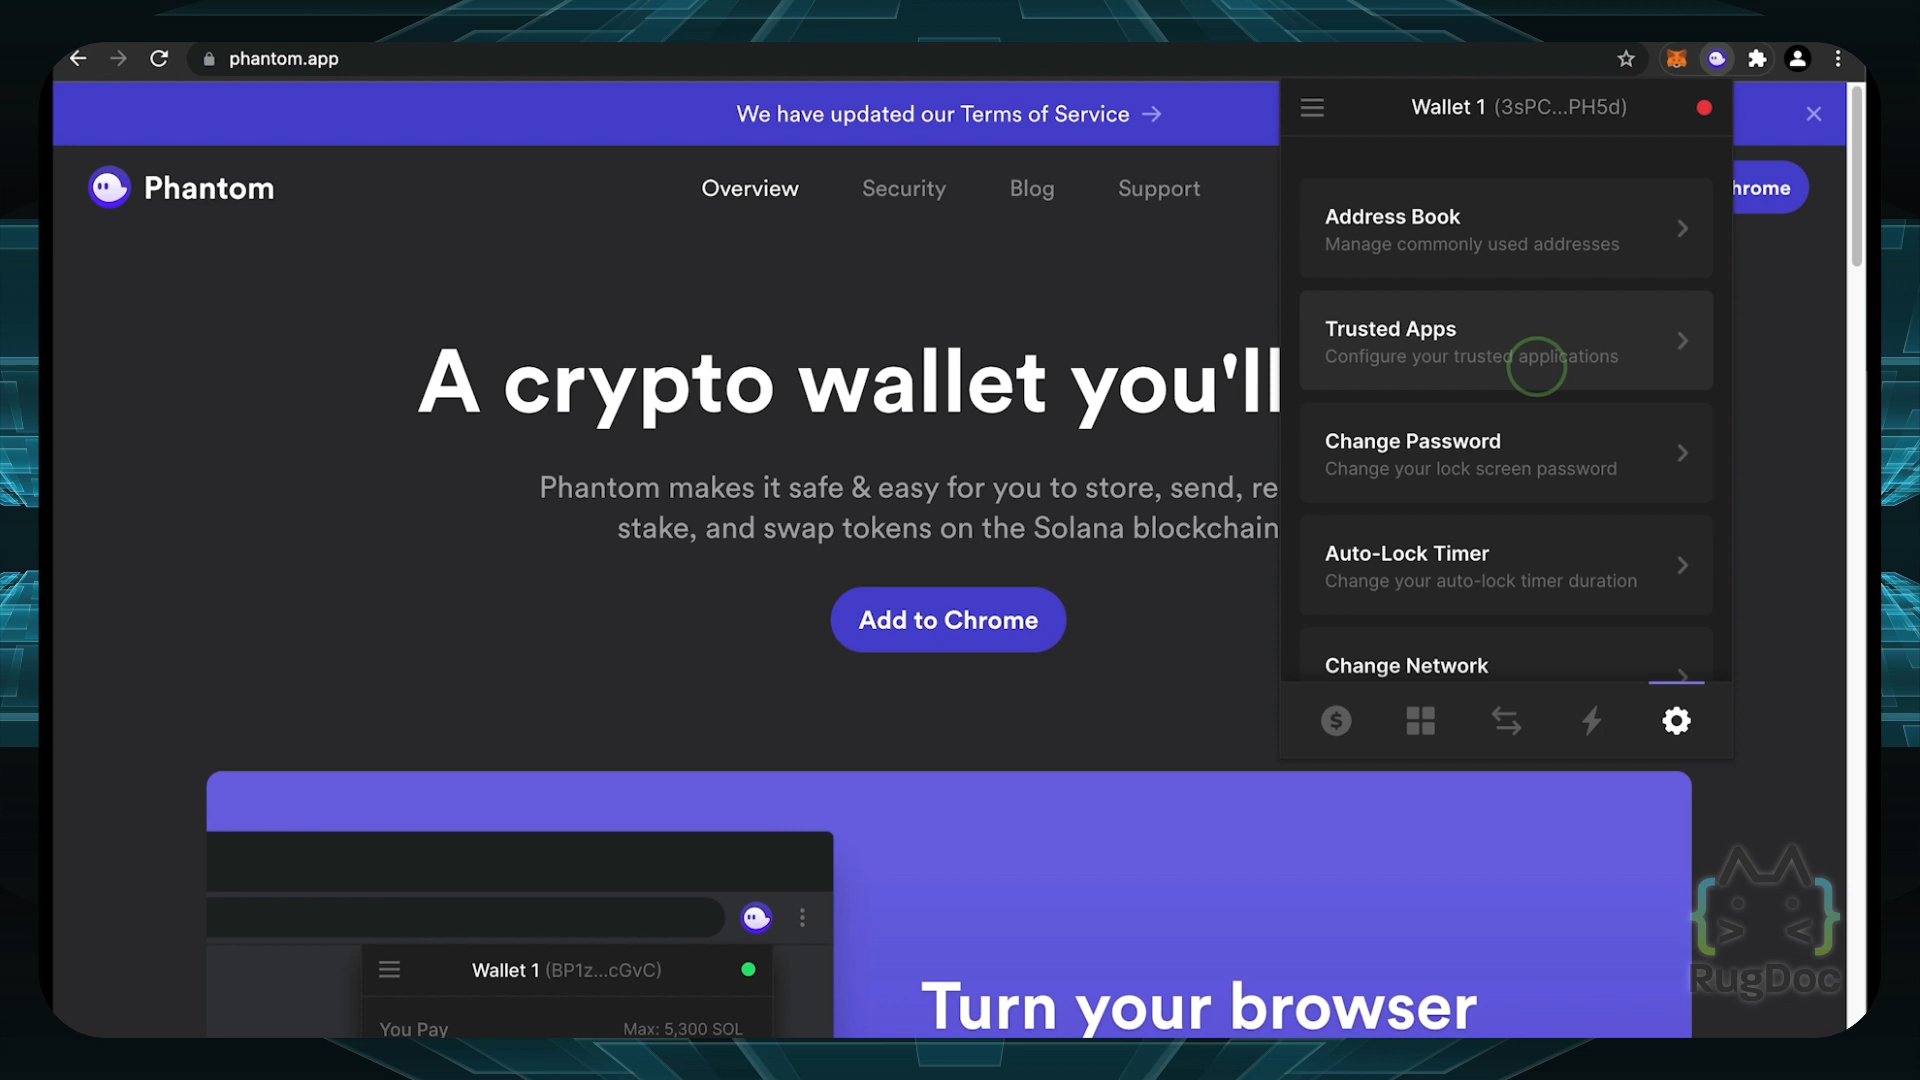 phantom.app
We have updated our Terms of Service →
Phantom
Overview
Security
Blog
Support
hrome
A crypto wallet you'll
Phantom makes it safe & easy for you to store, send, re
stake, and swap tokens on the Solana blockchain
Add to Chrome
Wallet 1 (3sPC...PH5d)
Address Book
Manage commonly used addresses
Trusted Apps
Configure your trusted applications
Change Password
Change your lock screen password
Auto-Lock Timer
Change your auto-lock timer duration
Change Network
Wallet 1 (BP1z...cGvC)
You Pay
Max: 5,300 SOL
Turn your browser
RugDoc